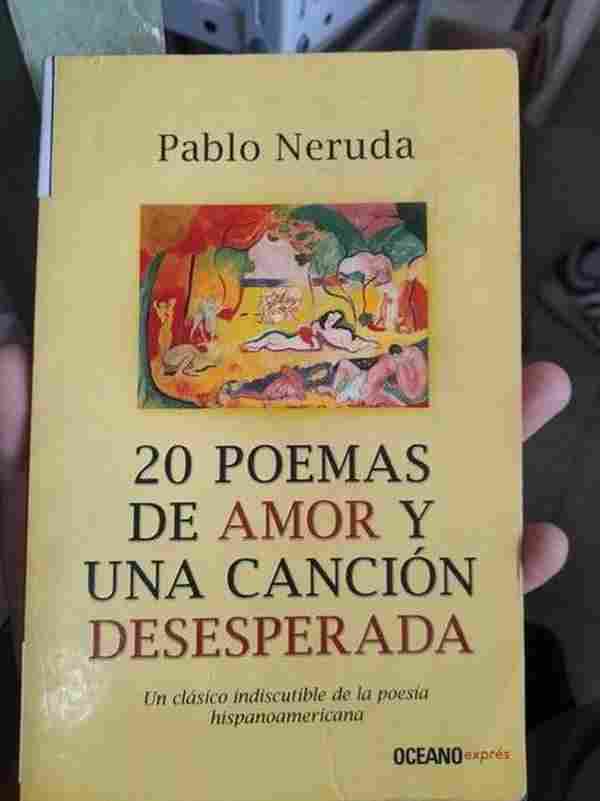 Pablo Neruda
20 POEMAS
DE AMOR Y
UNA CANCIÓN
DESESPERADA
Un clásico indiscutible de la poesía
hispanoamericana
OCEANO exprés